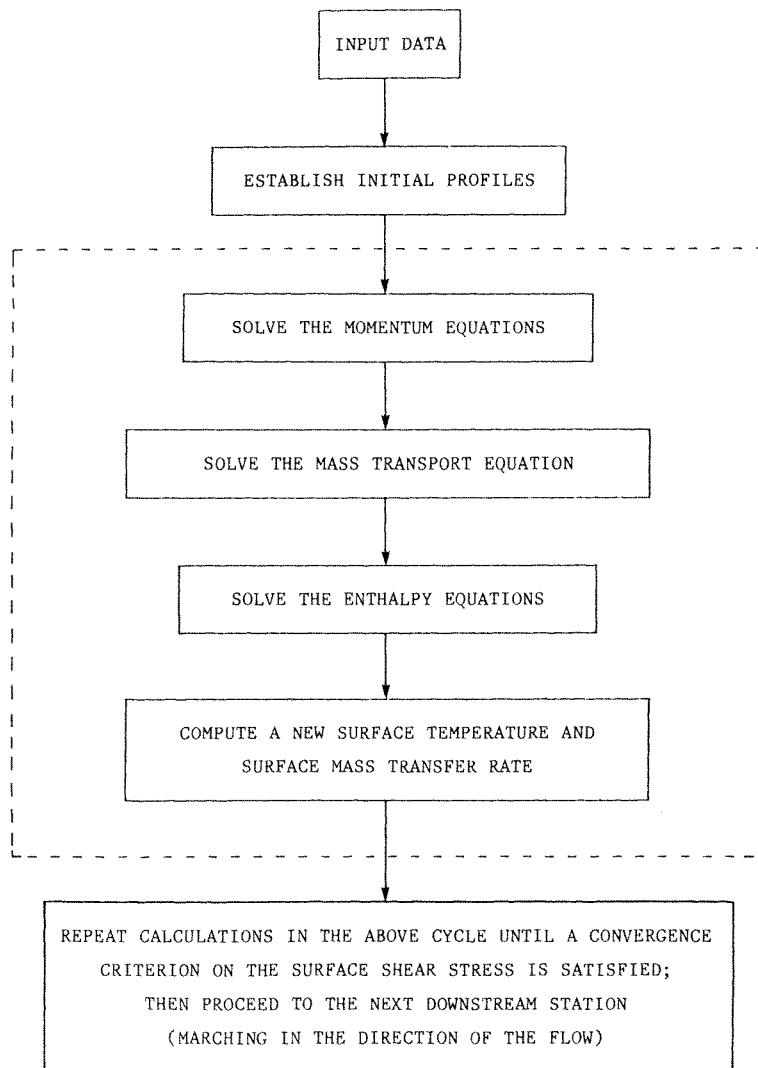 INPUT DATA
ESTABLISH INITIAL PROFILES
SOLVE THE MOMENTUM EQUATIONS
SOLVE THE MASS TRANSPORT EQUATION
SOLVE THE ENTHALPY EQUATIONS
COMPUTE A NEW SURFACE TEMPERATURE AND
SURFACE MASS TRANSFER RATE
REPEAT CALCULATIONS IN THE ABOVE CYCLE UNTIL A CONVERGENCE
CRITERION ON THE SURFACE SHEAR STRESS IS SATISFIED;
THEN PROCEED TO THE NEXT DOWNSTREAM STATION
(MARCHING IN THE DIRECTION OF THE FLOW)